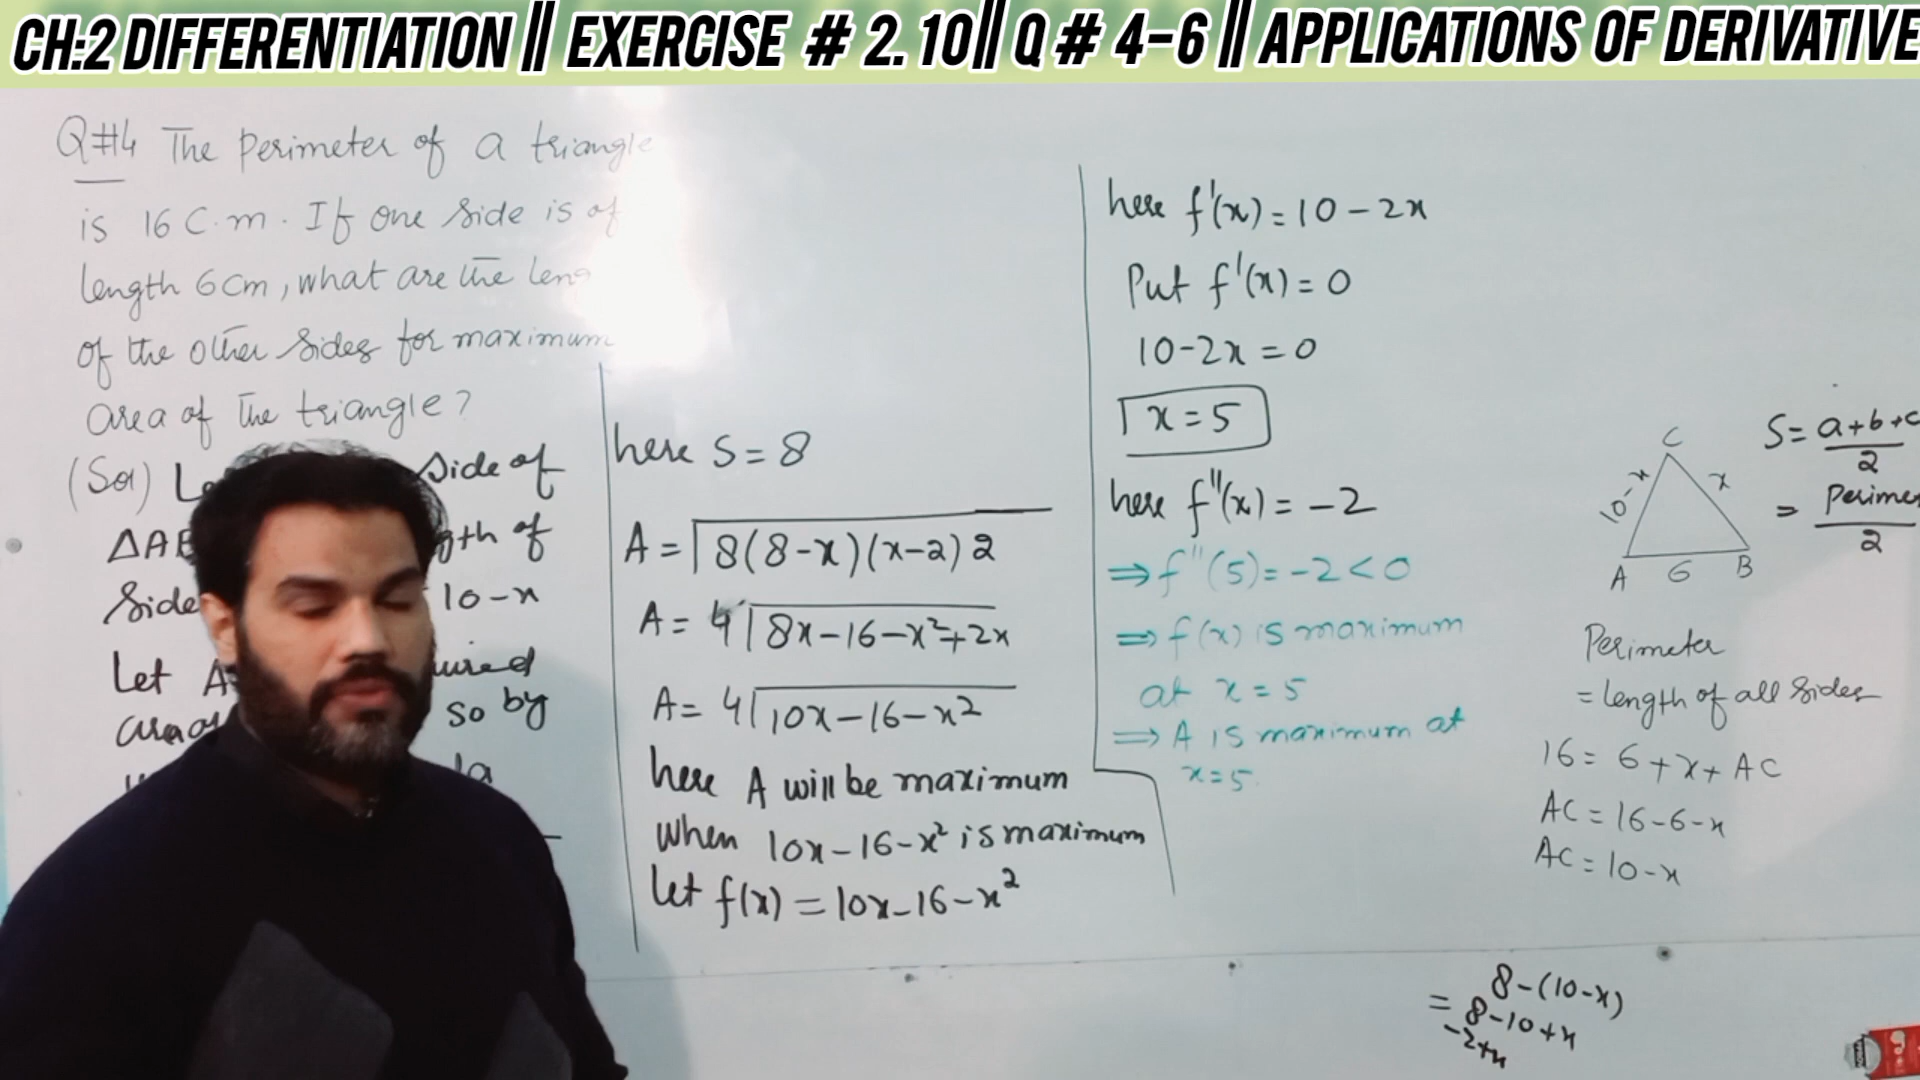 CH:2 DIFFERENTIATION || EXERCISE # 2.10|| Q # 4-6 || APPLICATIONS OF DERIVATIVE
Q#4 The Perimeter of a triangle
is 16 C.m. If one side is of
length 6cm, what are the leng
of the other sides for maximum
area of the triangle?
(Sol) Le side of
ΔAB gth of
Side 10-x
Let A uired
so by
la
here S = 8
A = √8(8-x)(x-2)2
A = 4√8x-16-x²+2x
A = 4√10x-16-x²
here A will be maximum
when 10x-16-x² is maximum
Let f(x) = 10x-16-x²
here f'(x) = 10-2x
Put f'(x) = 0
10-2x = 0
x = 5
here f''(x) = -2
⇒ f''(5) = -2 < 0
⇒ f(x) is maximum
at x = 5
⇒ A is maximum at
x = 5.
C
10-x x
A 6 B
S = a+b+c/2
= Perime/2
Perimeter
= length of all sides
16 = 6+x+AC
AC = 16-6-x
AC = 10-x
8-(10-x)
= 8-10+x
-2+x